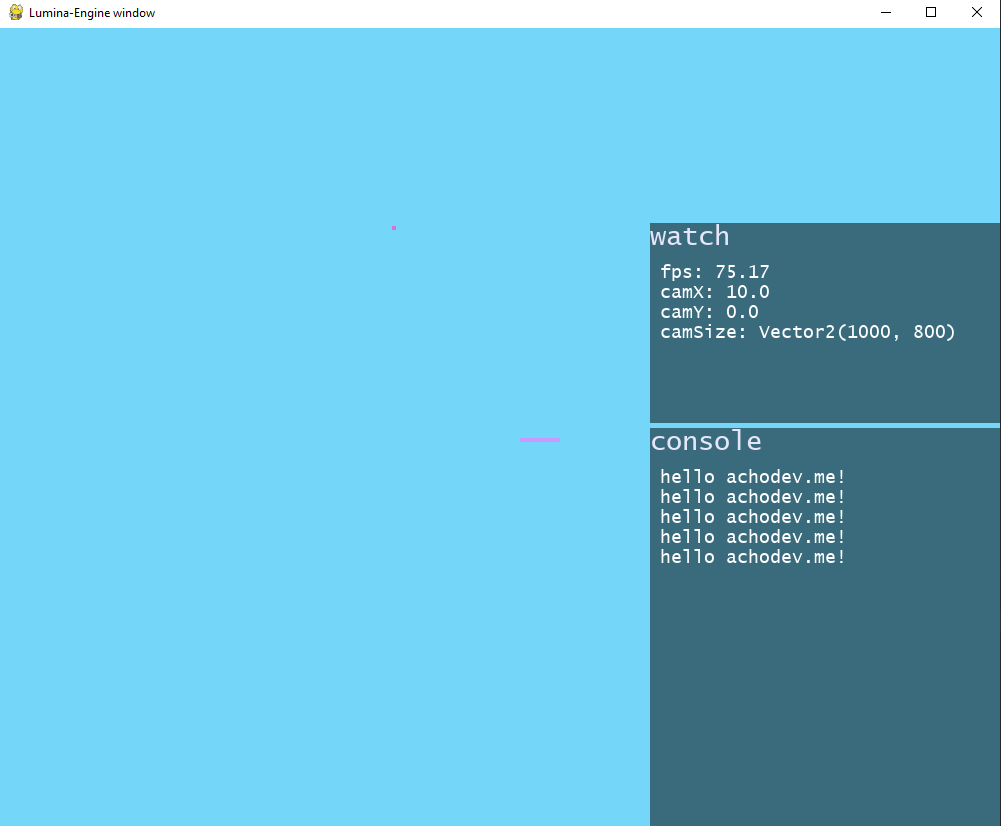 Lumina-Engine window
watch
fps: 75.17
camX: 10.0
camY: 0.0
camSize: Vector2(1000, 800)
console
hello achodev.me!
hello achodev.me!
hello achodev.me!
hello achodev.me!
hello achodev.me!